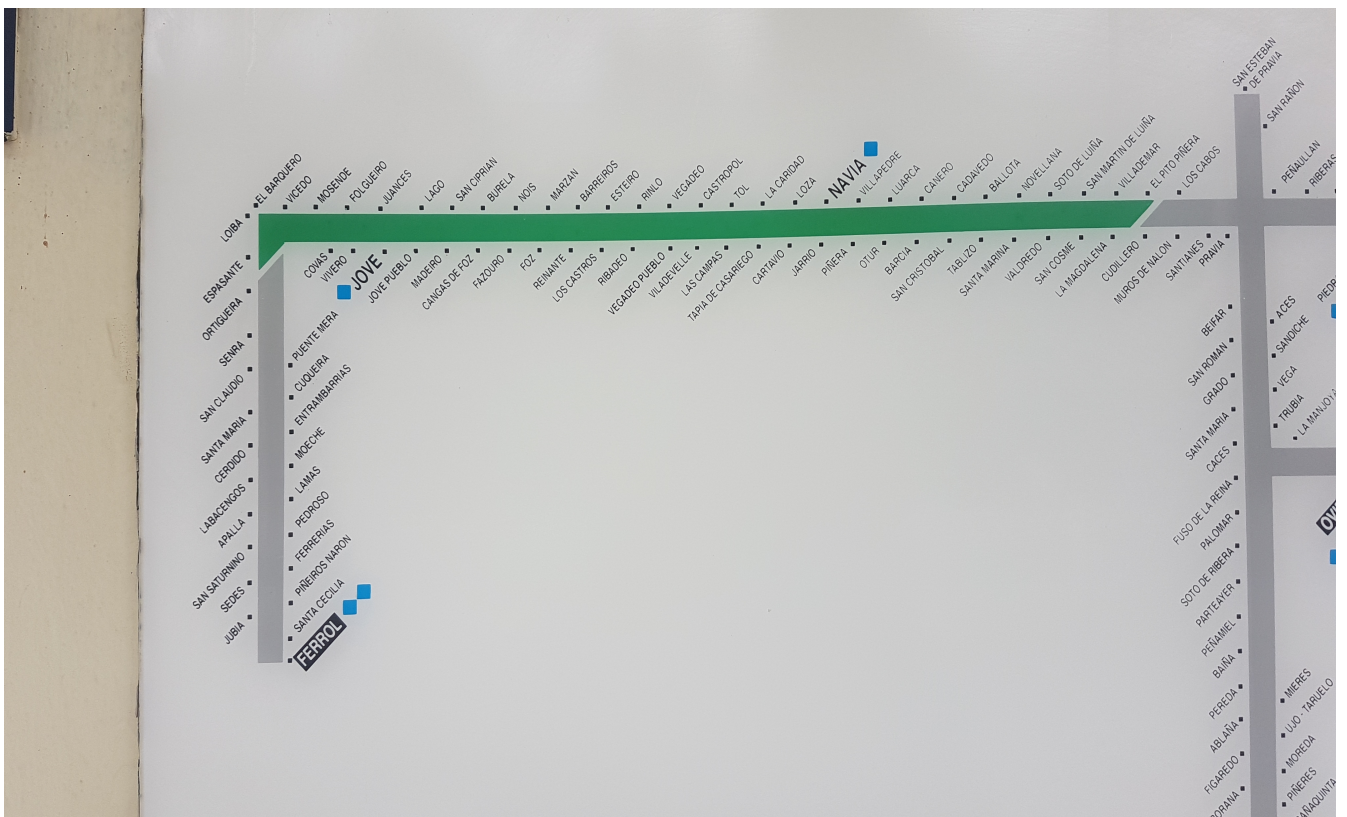 SAN ESTEBAN
DE PRAVIA
SAN RAÑON
PEÑAULLAN
RIBERAS
LOIBA
EL BARQUERO
VICEDO
MOSENDE
FOLGUEIRO
JUANCES
LAGO
SAN CIPRIAN
BURELA
NOIS
MARZAN
BARREIROS
ESTEIRO
RINLO
VEGADEO
CASTROPOL
TOL
LA CARIDAD
LOZA
NAVIA
VILLAPEDRE
LUARCA
CANERO
CADAVEDO
BALLOTA
NOVELLANA
SOTO DE LUIÑA
SAN MARTIN DE LUIÑA
VILLADEMAR
EL PITO PIÑERA
LOS CABOS
COVAS
VIVERO
JOVE
JOVE PUEBLO
MADEIRO
CANGAS DE FOZ
FAZOURO
FOZ
REINANTE
LOS CASTROS
RIBADEO
VEGADEO PUEBLO
VILADEVELLE
LAS CAMPAS
TAPIA DE CASARIEGO
CARTAVIO
JARRIO
PIÑERA
OTUR
BARCIA
SAN CRISTOBAL
TABLIZO
SANTA MARINA
VALDREDO
SAN COSME
LA MAGDALENA
CUDILLERO
MUROS DE NALON
SANTIANES
PRAVIA
ESPASANTE
ORTIGUEIRA
SENRA
SAN CLAUDIO
SANTA MARIA
CERDIDO
LABACENGOS
APALLA
SAN SATURNINO
SEDES
JUBIA
PUENTE MERA
CUQUEIRA
ENTRAMBARRIAS
MOECHE
LAMAS
PEDROSO
FERRERIAS
PIÑEIROS NARON
SANTA CECILIA
FERROL
BEIFAR
SAN ROMAN
GRADO
SANTA MARIA
CACES
FUSO DE LA REINA
PALOMAR
SOTO DE RIBERA
PARTEAYER
PEÑAMIEL
BAIÑA
PEREDA
ABLAÑA
FIGAREDO
ORANA
ACES
SANDICHE
VEGA
TRUBIA
LA MANJOYA
PIEDR
OVI
MIERES
UJO - TARUELO
MOREDA
PIÑERES
AÑAQUINTA